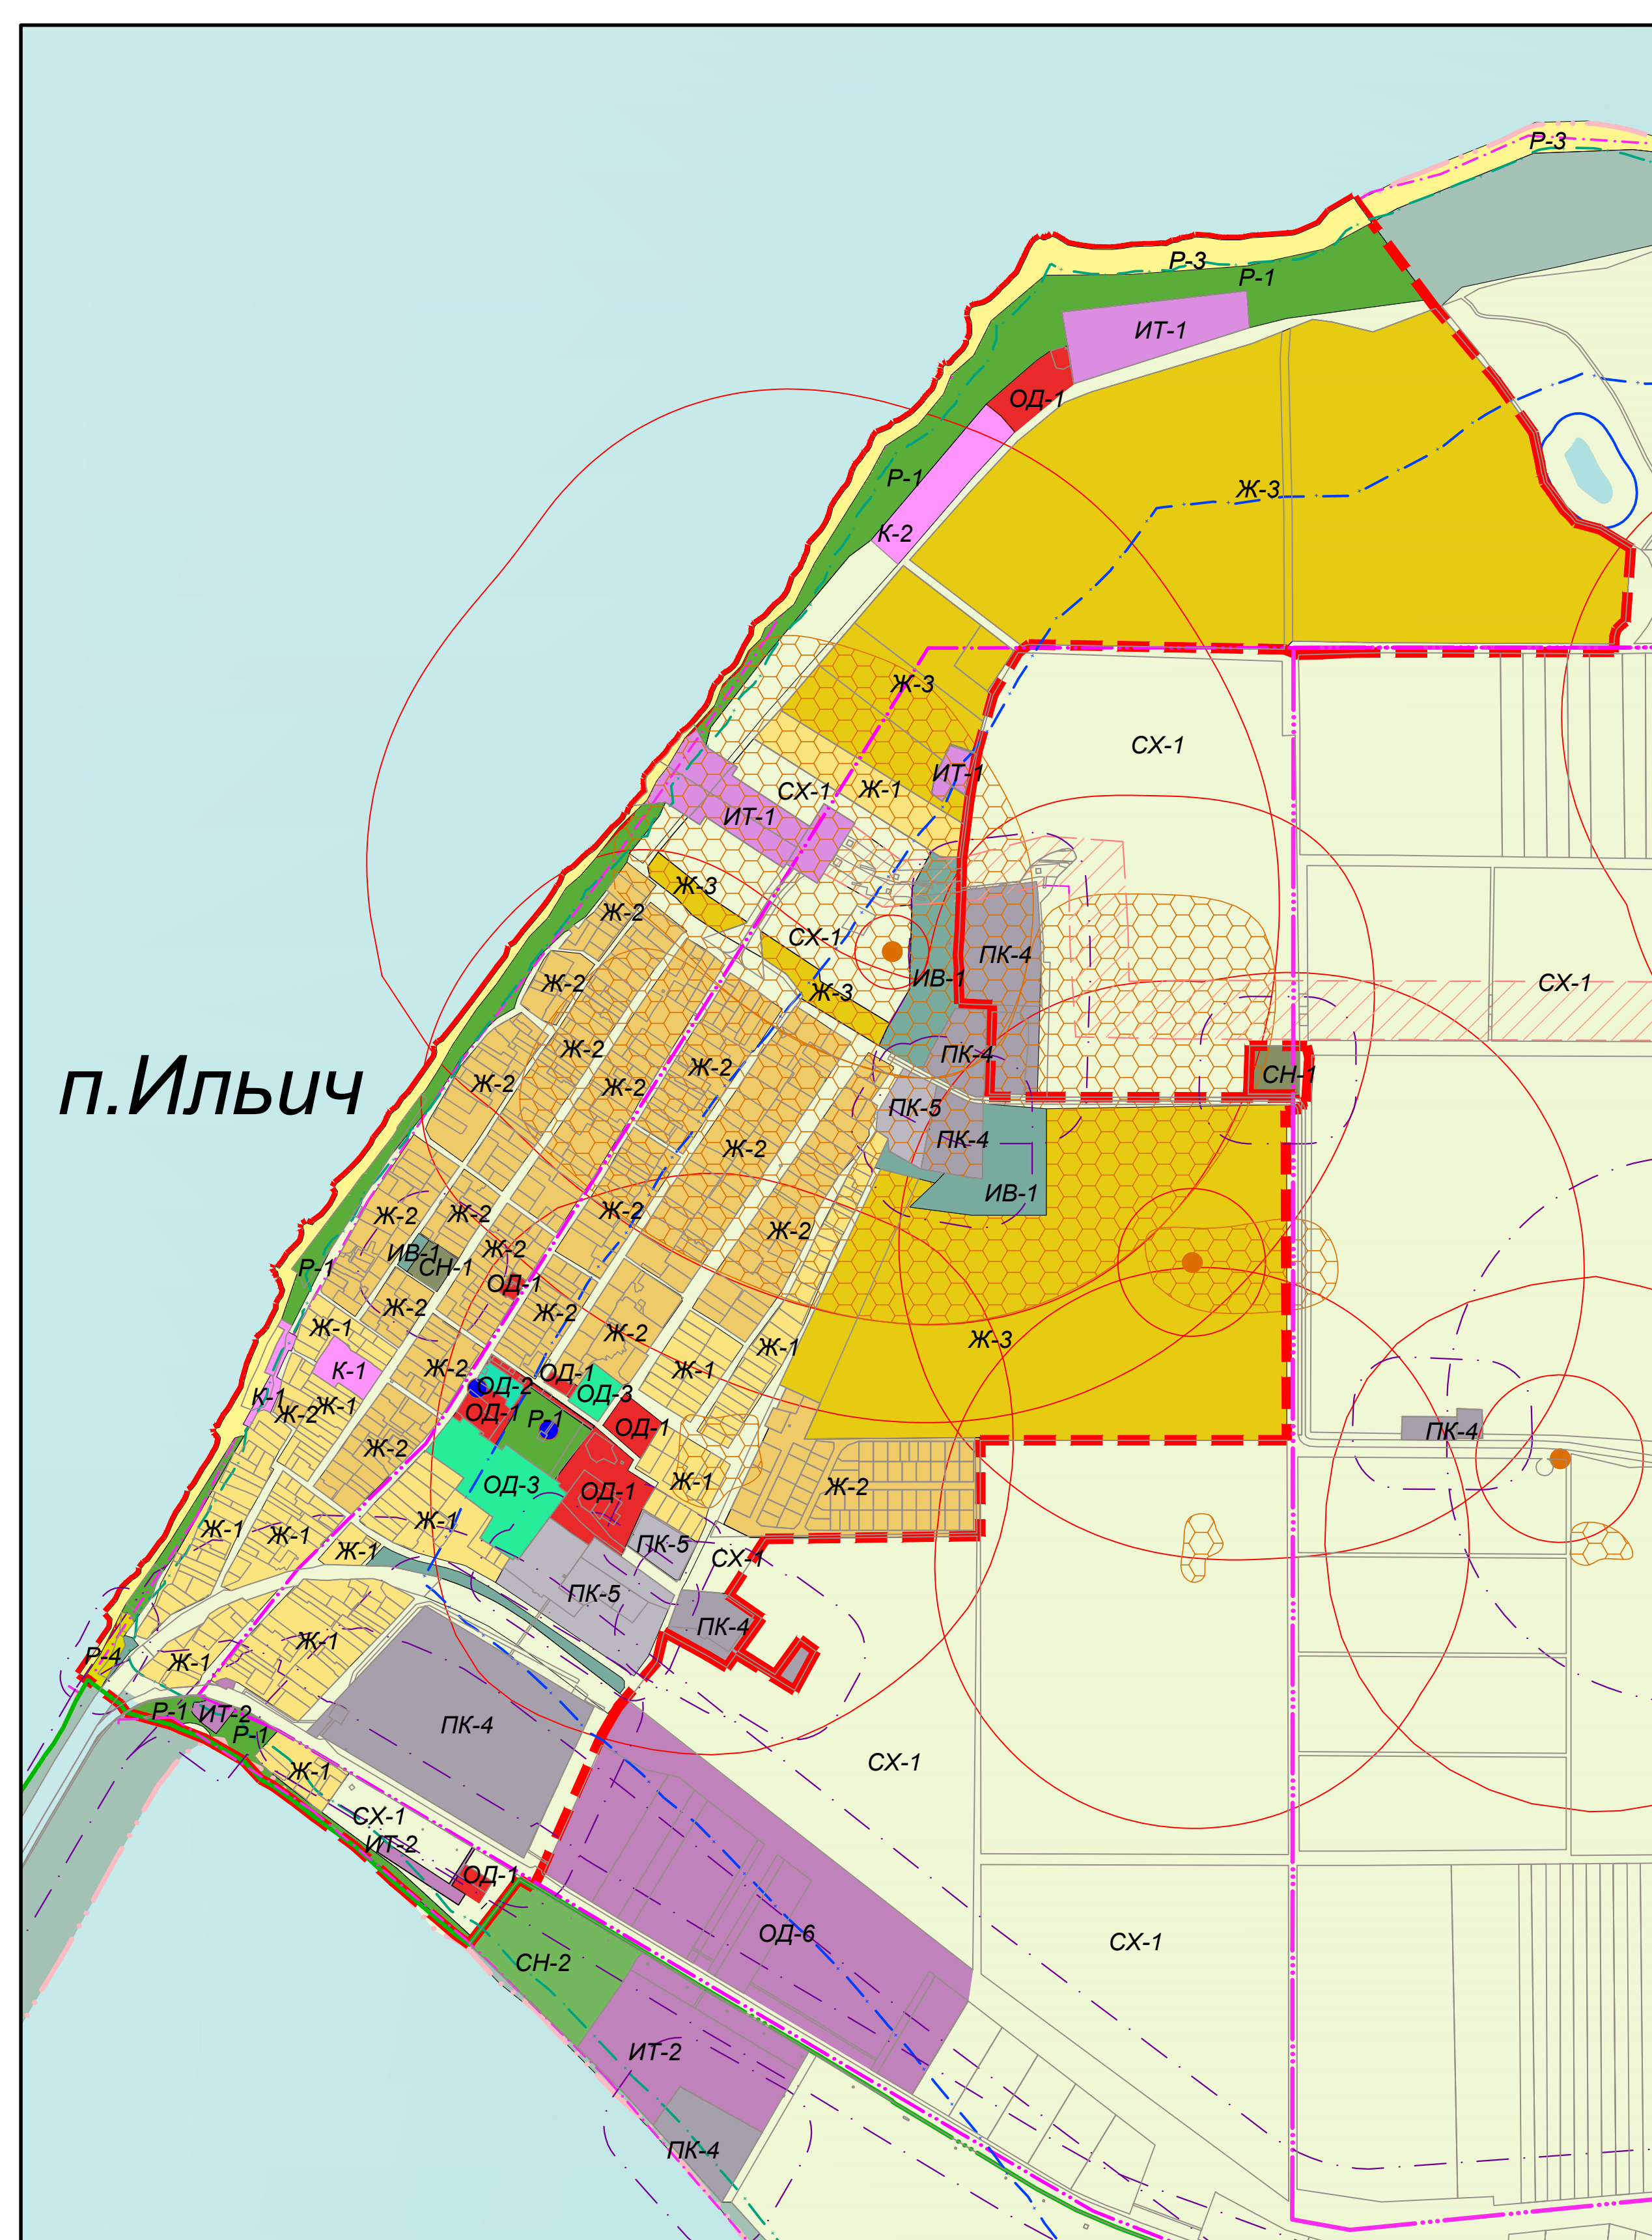 Р-3
Р-3
Р-1
ИТ-1
ОД-1
Р-1
Ж-3
К-2
Ж-3
СХ-1
ИТ-1
СХ-1
Ж-1
ИТ-1
Ж-3
Ж-2
СХ-1
ПК-4
Ж-2
ИВ-1
СХ-1
Ж-3
Ж-2
ПК-4
Ж-2
СН-1
п.Ильич
Ж-2
Ж-2
ПК-5
ПК-4
Ж-2
ИВ-1
Ж-2
Ж-2
Ж-2
Ж-2
Ж-2
ИВ-1
СН-1
Р-1
ОД-1
Ж-2
Ж-2
Ж-1
Ж-2
Ж-3
Ж-1
К-1
Ж-2
ОД-1
Ж-1
ОД-2
ОД-3
К-1
Ж-2
Ж-1
ОД-1
Р-1
ОД-1
ПК-4
Ж-2
Ж-1
ОД-3
ОД-1
Ж-2
Ж-1
Ж-1
Ж-1
Ж-1
ПК-5
СХ-1
ПК-5
ПК-4
Ж-1
Р-4
Ж-1
Р-1
ИТ-2
Р-1
ПК-4
СХ-1
Ж-1
СХ-1
ИТ-2
ОД-1
ОД-6
СХ-1
СН-2
ИТ-2
ПК-4